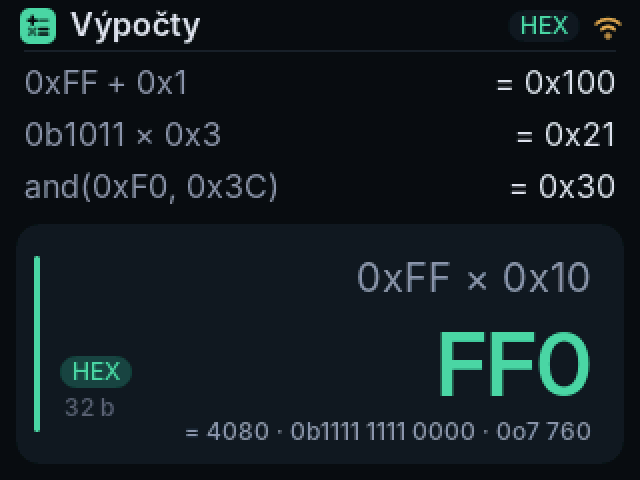 Výpočty HEX
0xFF + 0x1 = 0x100
0b1011 × 0x3 = 0x21
and(0xF0, 0x3C) = 0x30
0xFF × 0x10
FF0
HEX
32 b
= 4080 · 0b1111 1111 0000 · 0o7 760